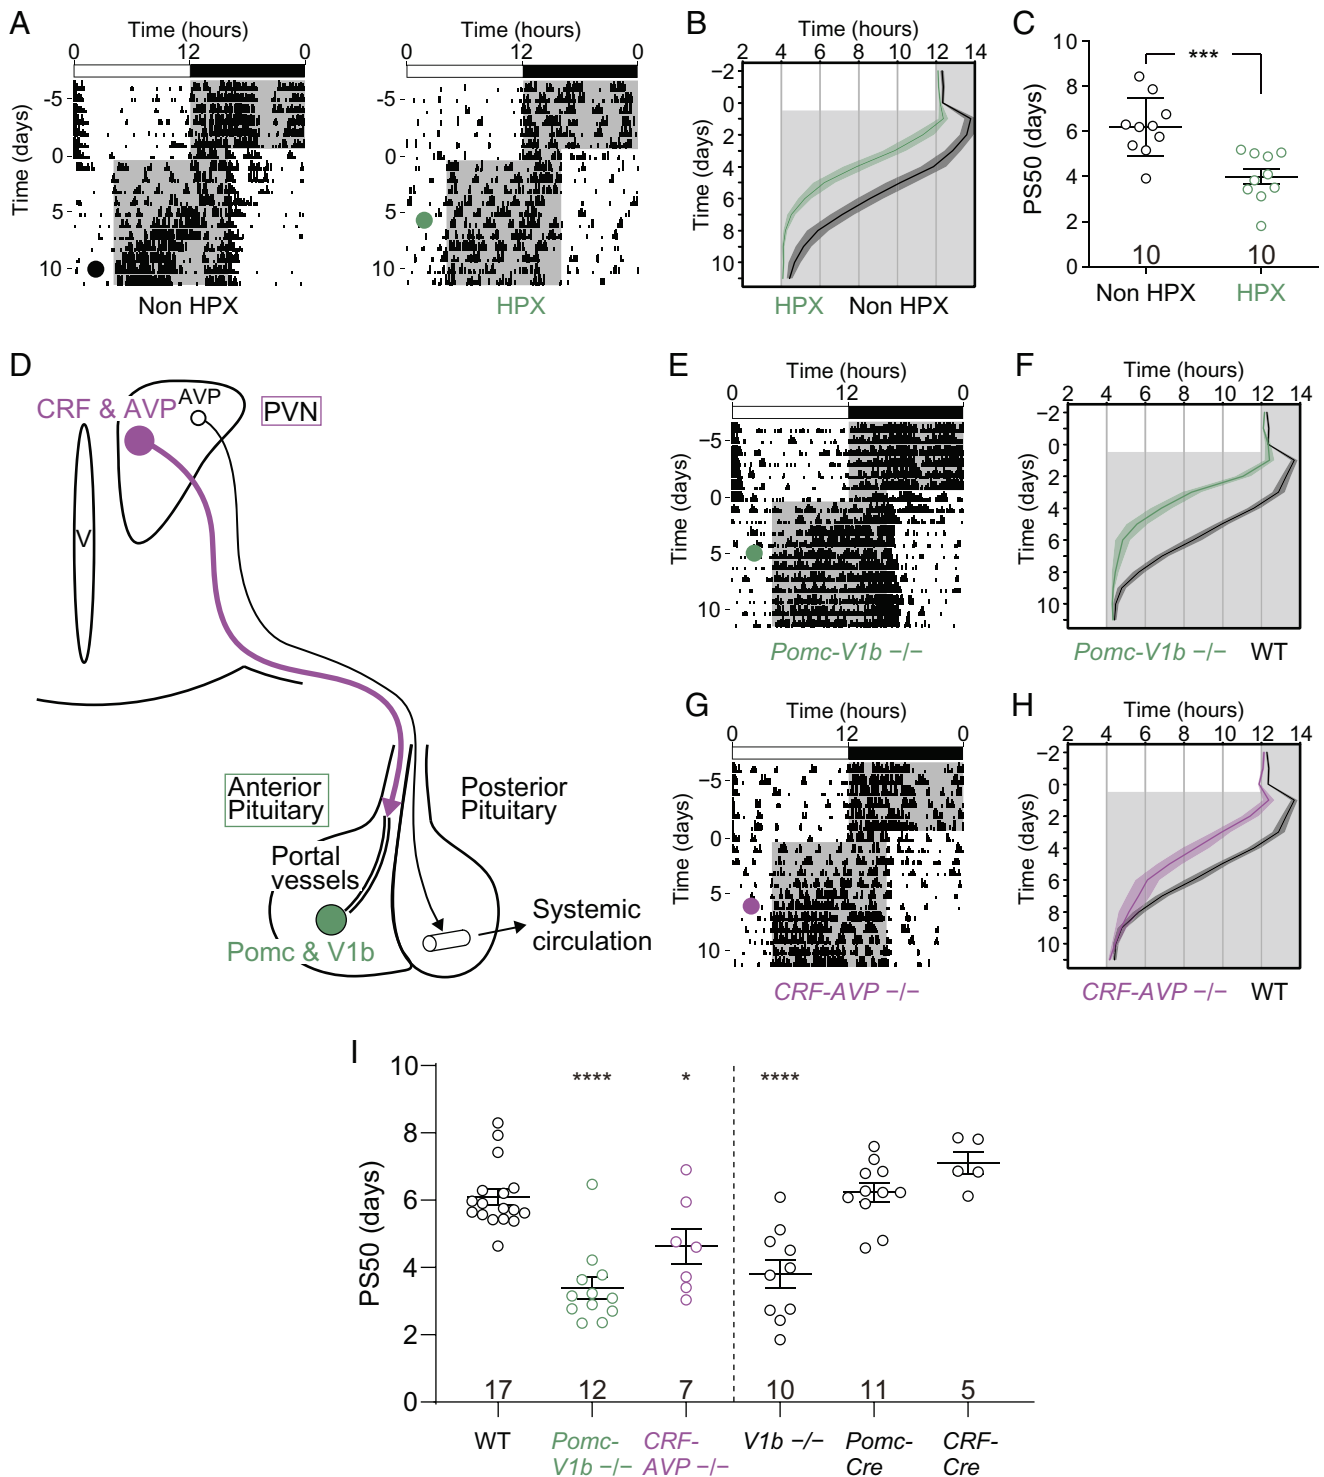 A
Time (hours)
0 12 0
Time (days)
-5
0
5
10
Non HPX
Time (hours)
0 12 0
-5
0
5
10
HPX
B
Time (hours)
2 4 6 8 10 12 14
Time (days)
−2
0
2
4
6
8
10
HPX Non HPX
C
PS50 (days)
10
8
6
4
2
0
***
10 10
Non HPX HPX
D
CRF & AVP
AVP
PVN
V
Anterior
Pituitary
Posterior
Pituitary
Portal
vessels
Pomc & V1b
Systemic
circulation
E
Time (hours)
0 12 0
Time (days)
−5
0
5
10
Pomc-V1b −/−
F
Time (hours)
2 4 6 8 10 12 14
Time (days)
−2
0
2
4
6
8
10
Pomc-V1b −/− WT
G
Time (hours)
0 12 0
Time (days)
−5
0
5
10
CRF-AVP −/−
H
Time (hours)
2 4 6 8 10 12 14
Time (days)
−2
0
2
4
6
8
10
CRF-AVP −/− WT
I
PS50 (days)
10
8
6
4
2
0
**** * ****
17 12 7 10 11 5
WT
Pomc-
V1b −/−
CRF-
AVP −/−
V1b −/−
Pomc-
Cre
CRF-
Cre